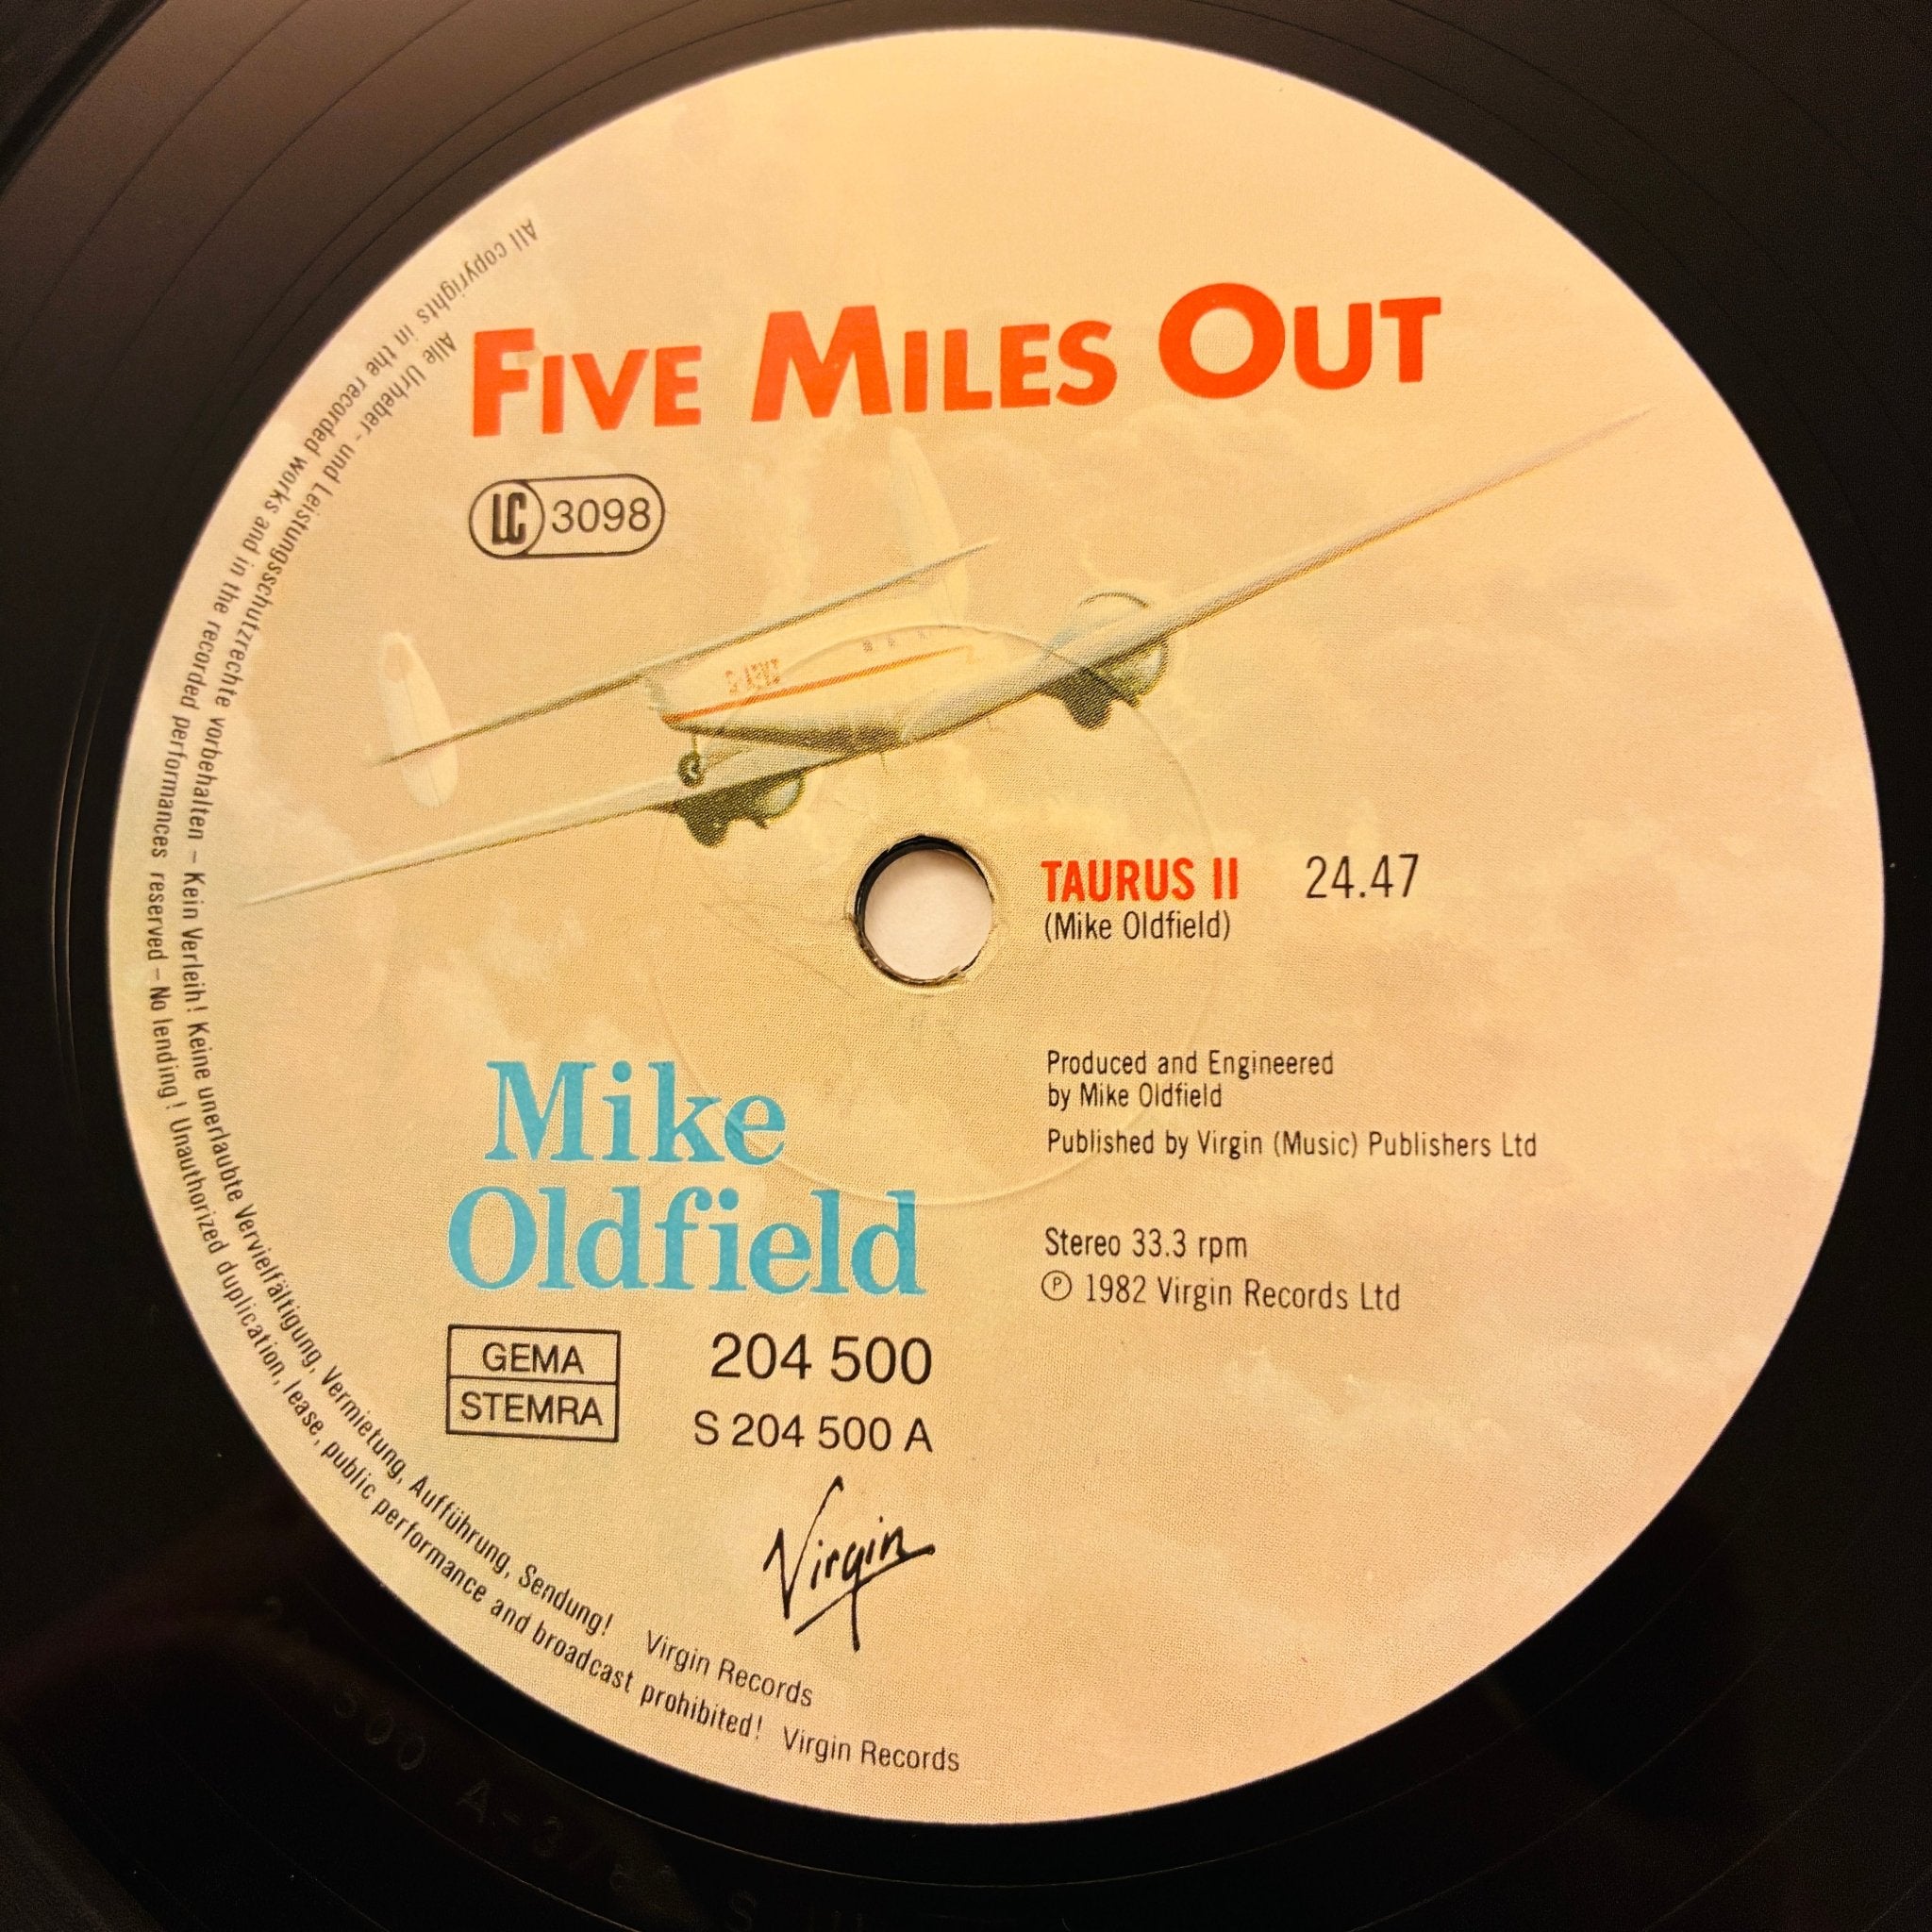 FIVE MILES OUT
LC 3098
TAURUS II 24.47
(Mike Oldfield)
Mike
Oldfield
Produced and Engineered
by Mike Oldfield
Published by Virgin (Music) Publishers Ltd
Stereo 33.3 rpm
Ⓟ 1982 Virgin Records Ltd
GEMA
STEMRA
204 500
S 204 500 A
Virgin
Alle Urheber- und Leistungsschutzrechte vorbehalten – Kein Verleih! Keine unerlaubte Vervielfältigung, Vermietung, Aufführung, Sendung! Virgin Records
All copyrights in the recorded works and in the recorded performances reserved – No lending! Unauthorized duplication, lease, public performance and broadcast prohibited! Virgin Records